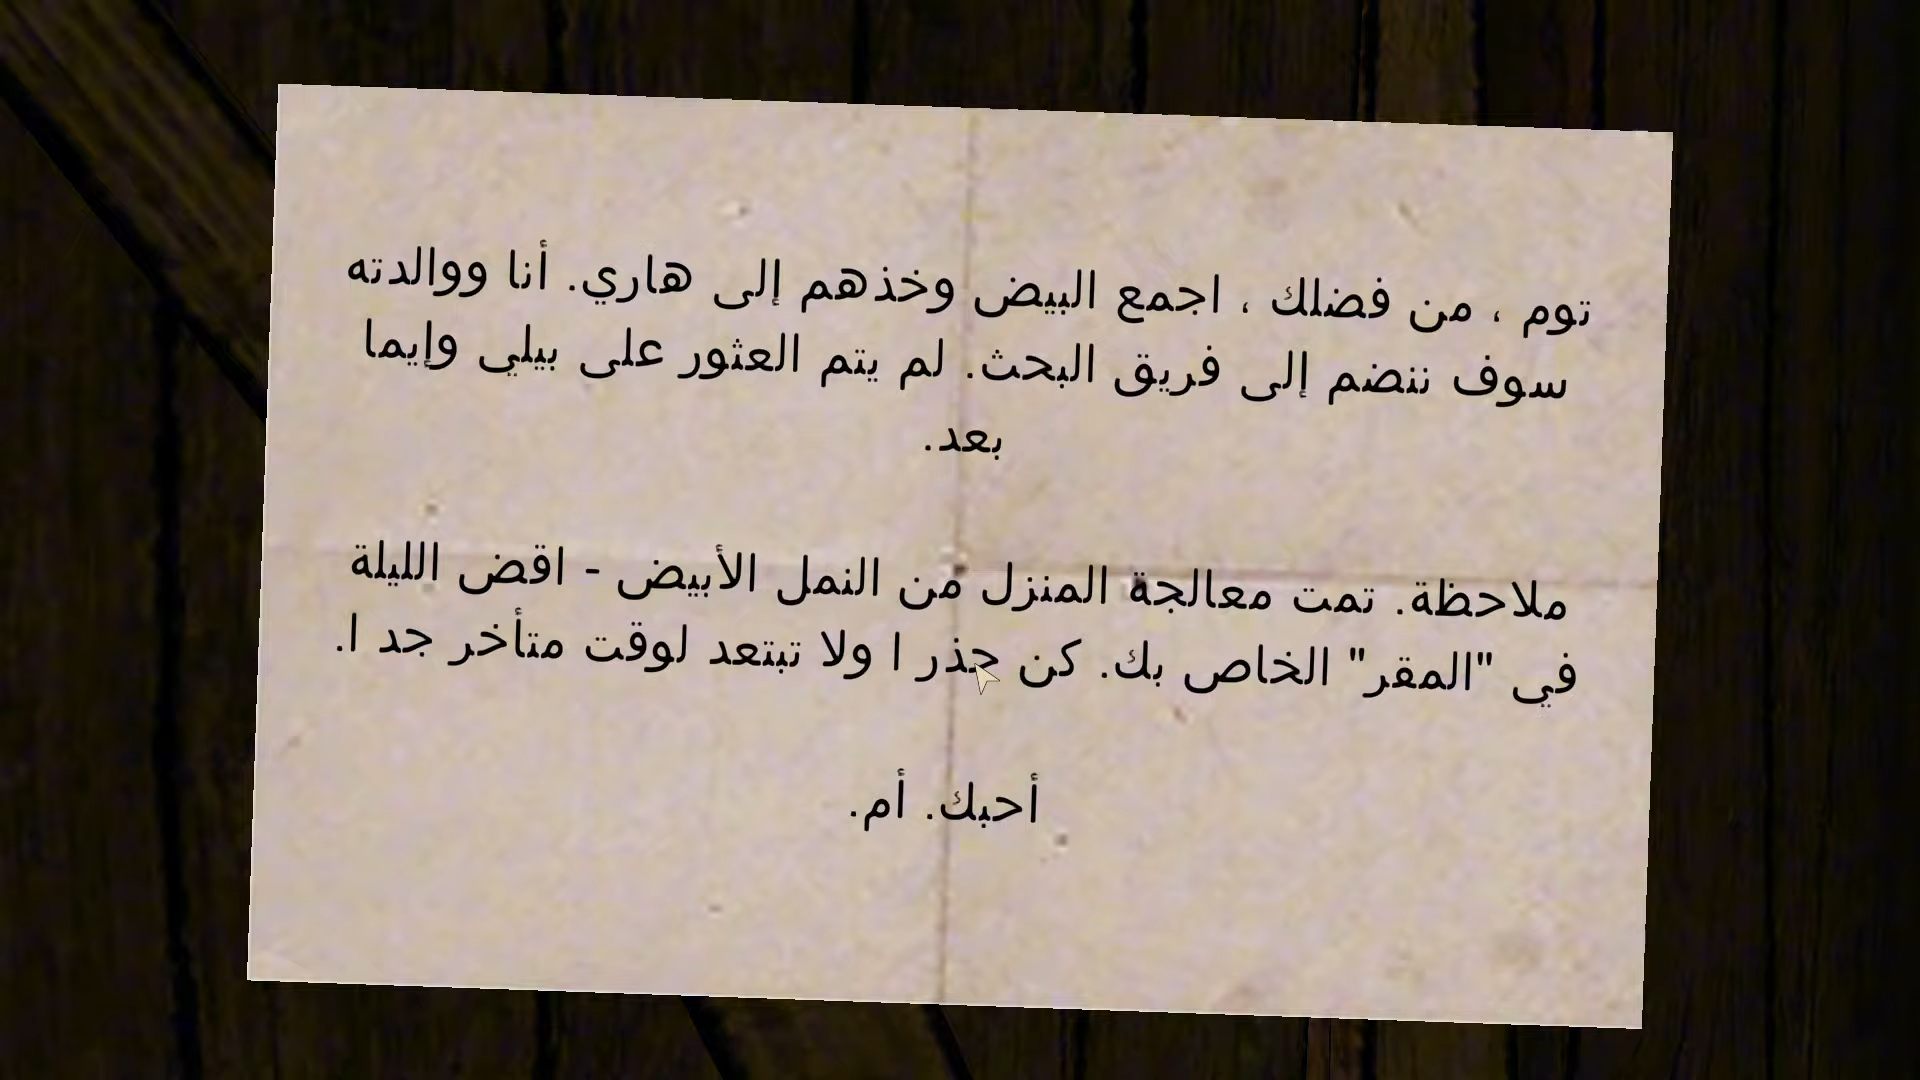 توم ، من فضلك ، اجمع البيض وخذهم إلى هاري. أنا ووالدته
سوف ننضم إلى فريق البحث. لم يتم العثور على بيلي وإيما
بعد.
ملاحظة. تمت معالجة المنزل من النمل الأبيض - اقض الليلة
في "المقر" الخاص بك. كن حذر ا ولا تبتعد لوقت متأخر جد ا.
أحبك. أم.